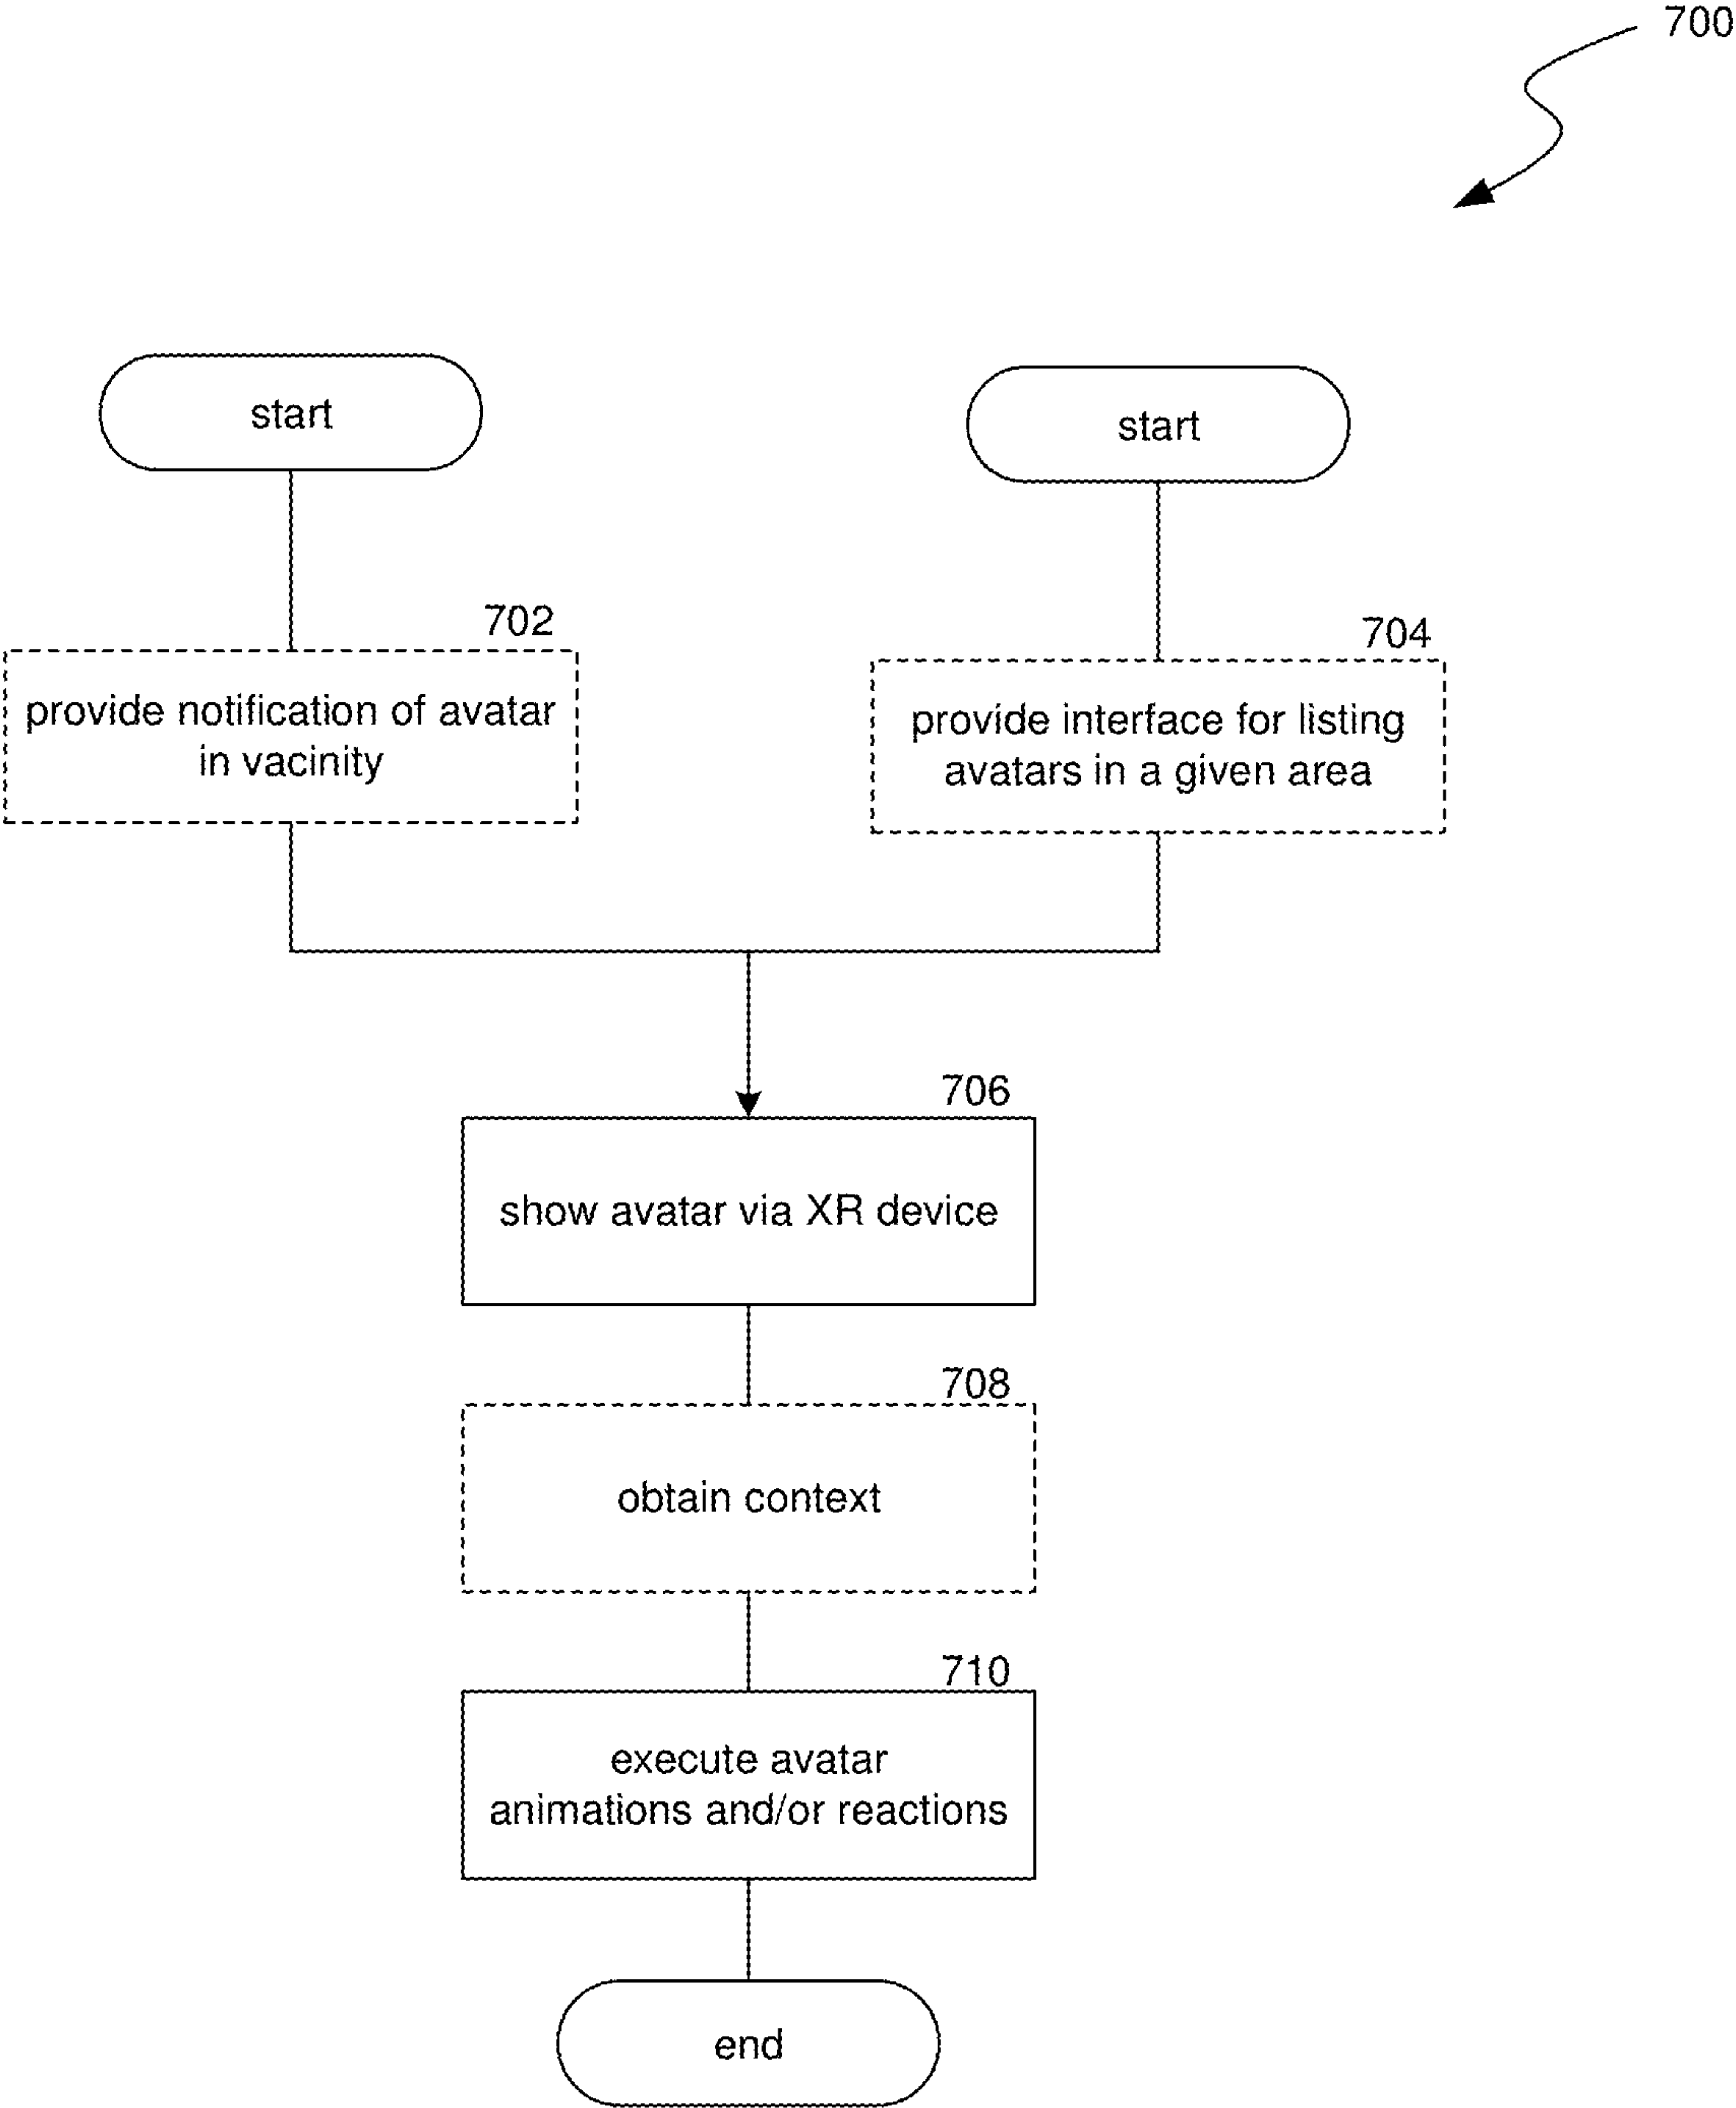 700
start
start
702
704
provide notification of avatar
in vacinity
provide interface for listing
avatars in a given area
706
show avatar via XR device
708
obtain context
710
execute avatar
animations and/or reactions
end